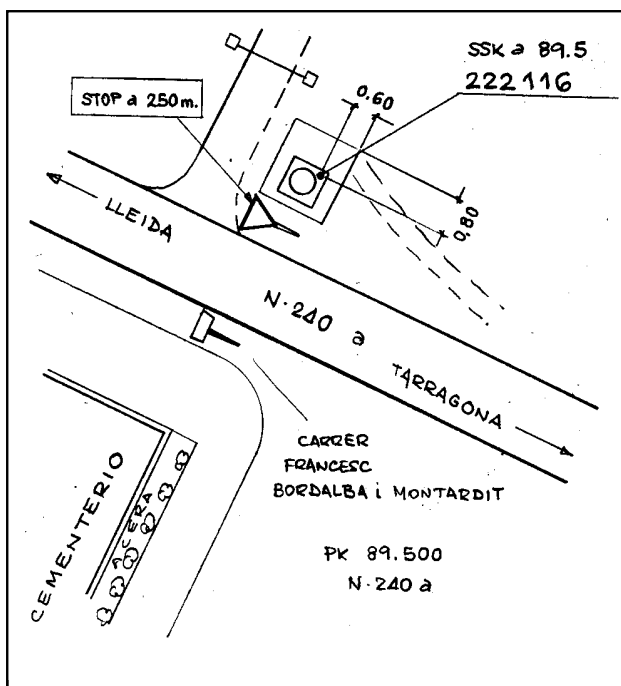 SSK a 89.5
222116
0,60
STOP a 250m.
0,80
LLEIDA
N-240 a
TARRAGONA
CARRER
FRANCESC
BORDALBA i MONTARDIT
CEMENTERIO
ACERA
PK 89.500
N-240 a